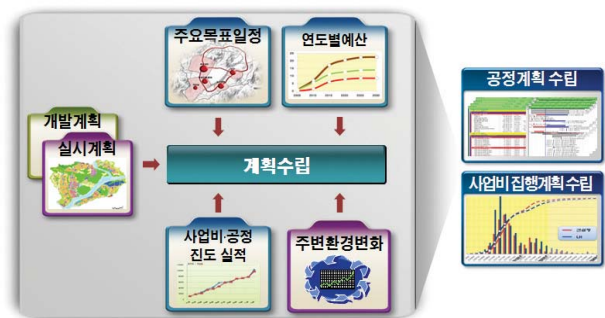 주요목표일정
연도별예산
개발계획
실시계획
계획수립
사업비·공정
진도 실적
주변환경변화
공정계획 수립
사업비 집행계획 수립